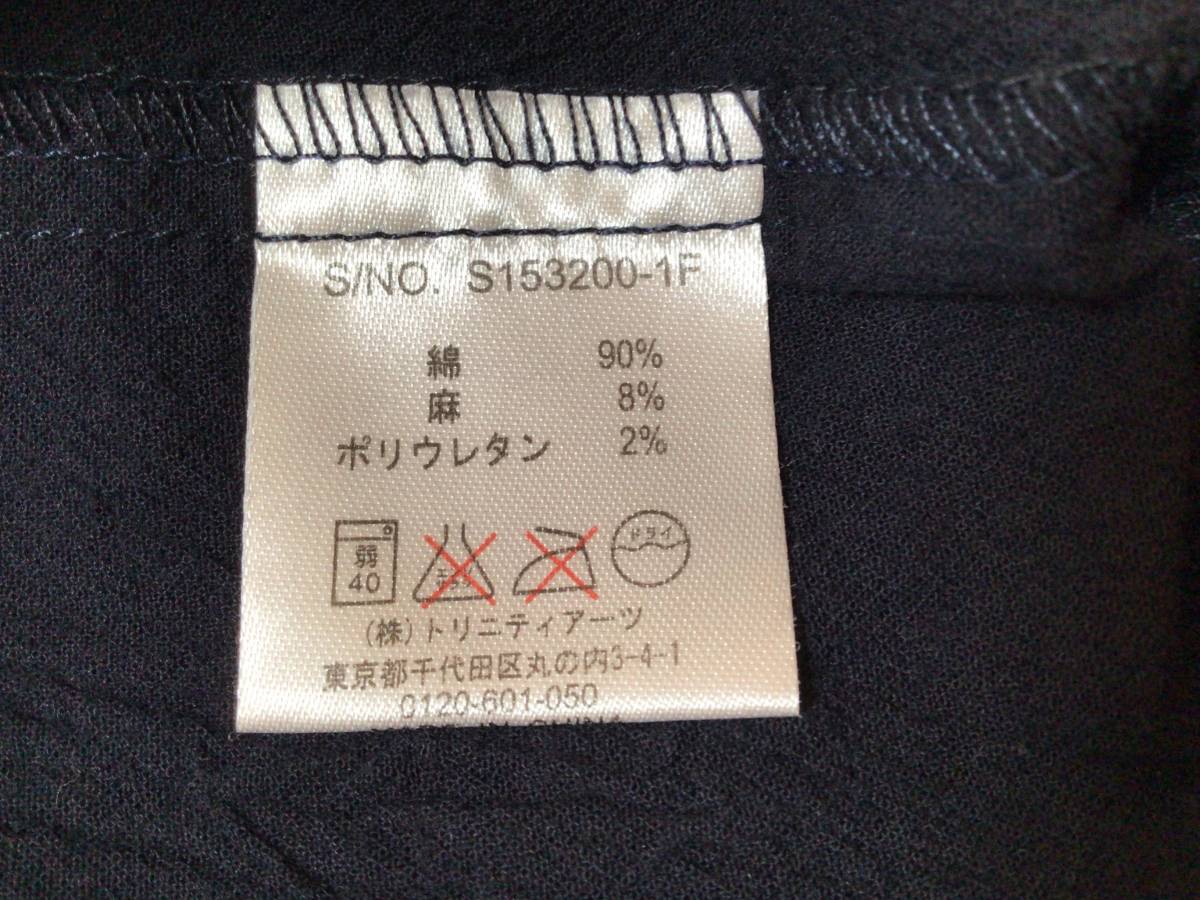 S/NO. S153200-1F
綿 90%
麻 8%
ポリウレタン 2%
弱
40
ドライ
(株)トリニティアーツ
東京都千代田区丸の内3-4-1
0120-601-050